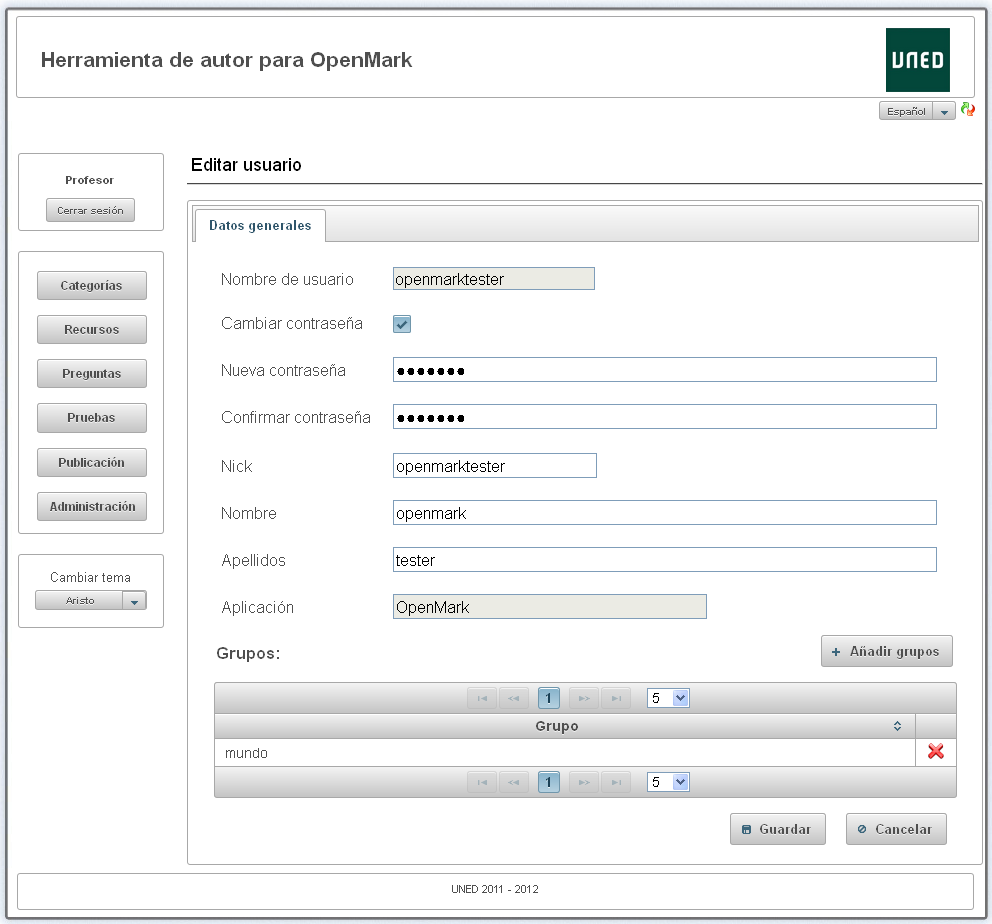 Herramienta de autor para OpenMark
UNED
Español
Profesor
Cerrar sesión
Categorías
Recursos
Preguntas
Pruebas
Publicación
Administración
Cambiar tema
Aristo
Editar usuario
Datos generales
Nombre de usuario openmarktester
Cambiar contraseña
Nueva contraseña •••••••
Confirmar contraseña •••••••
Nick openmarktester
Nombre openmark
Apellidos tester
Aplicación OpenMark
Grupos: + Añadir grupos
1 5
Grupo
mundo
1 5
Guardar Cancelar
UNED 2011 - 2012